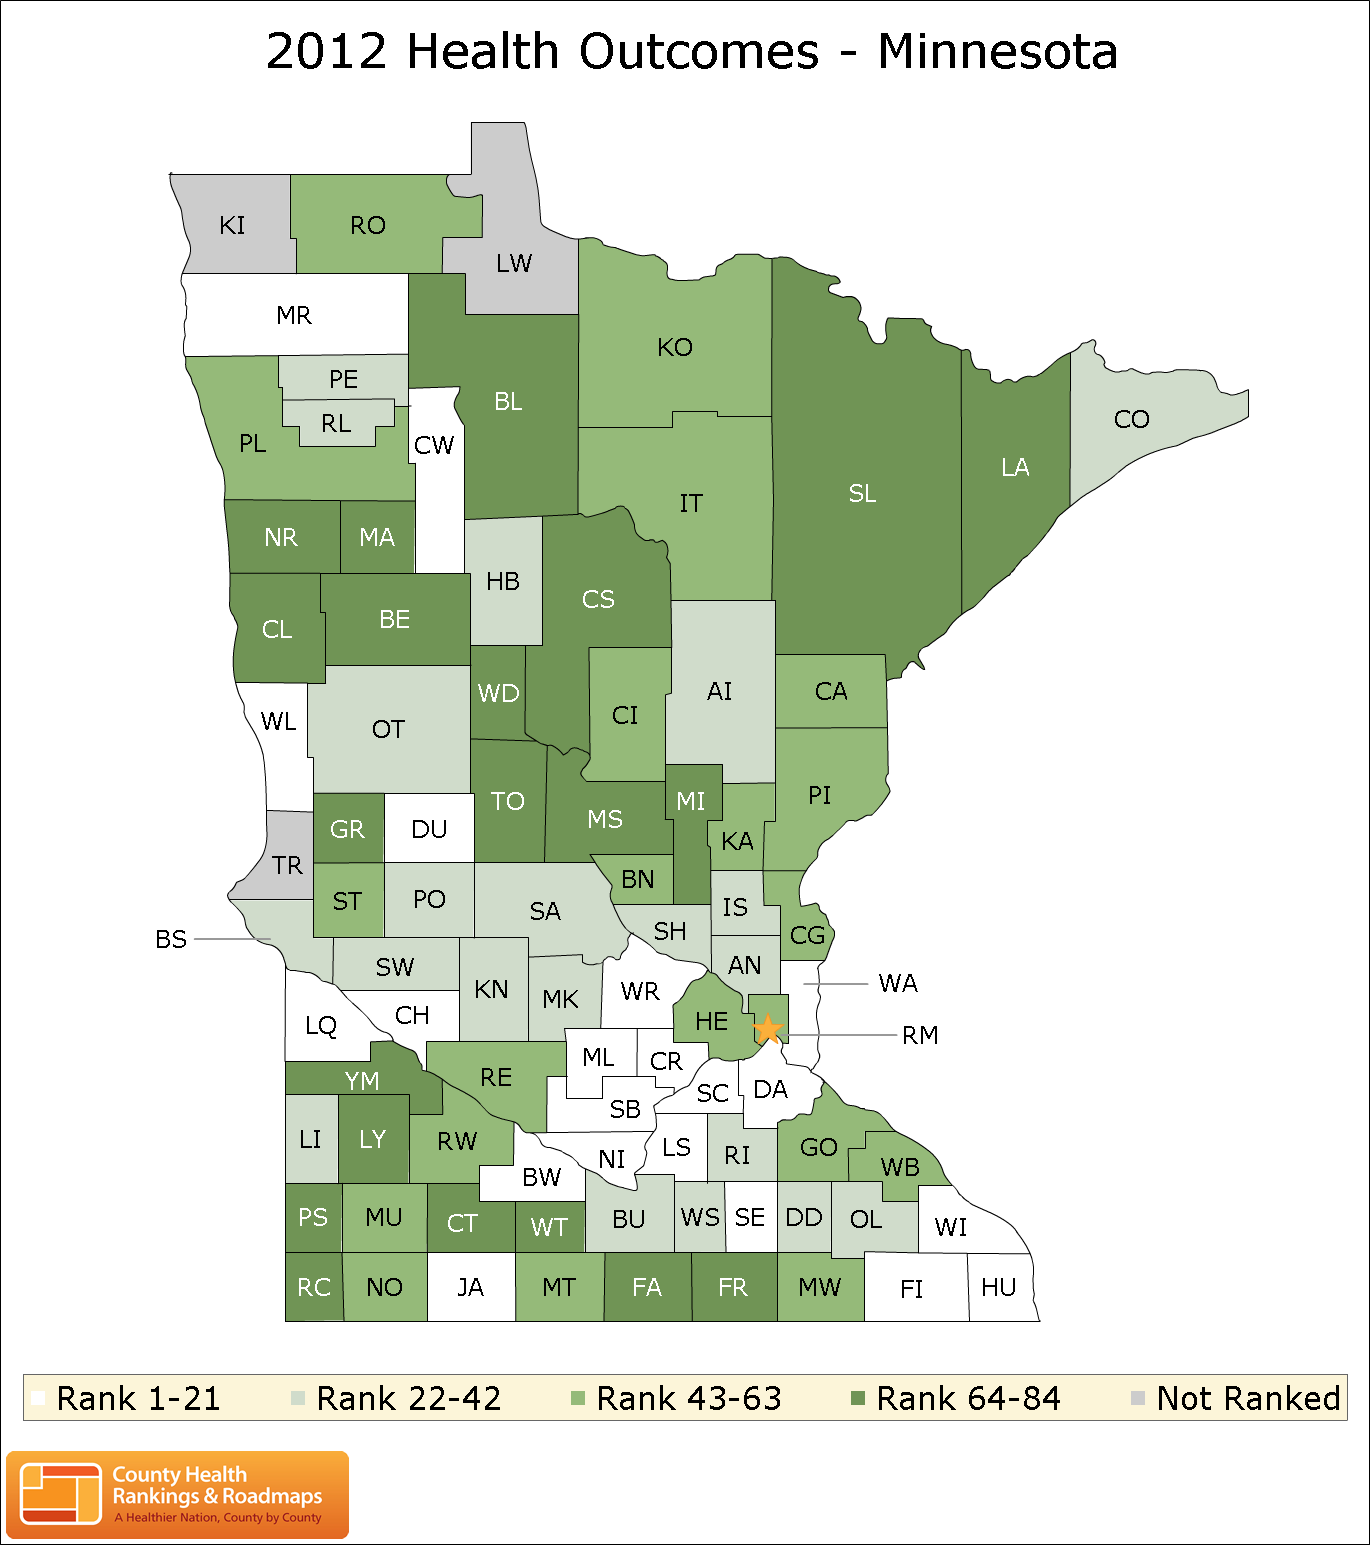 2012 Health Outcomes - Minnesota
KI
RO
LW
MR
KO
PE
BL
RL
CO
PL
CW
LA
SL
IT
NR
MA
HB
CS
CL
BE
WD
AI
CA
WL
OT
CI
PI
TO
MI
MS
GR
DU
KA
TR
BN
ST
PO
SA
IS
SH
CG
BS
SW
AN
WA
KN
MK
WR
CH
LQ
HE
RM
ML
CR
YM
RE
SC
DA
SB
LI
LY
RW
LS
RI
GO
NI
WB
BW
PS
MU
CT
WT
BU
WS
SE
DD
OL
WI
RC
NO
JA
MT
FA
FR
MW
FI
HU
Rank 1-21 Rank 22-42 Rank 43-63 Rank 64-84 Not Ranked
County Health
Rankings & Roadmaps
A Healthier Nation, County by County